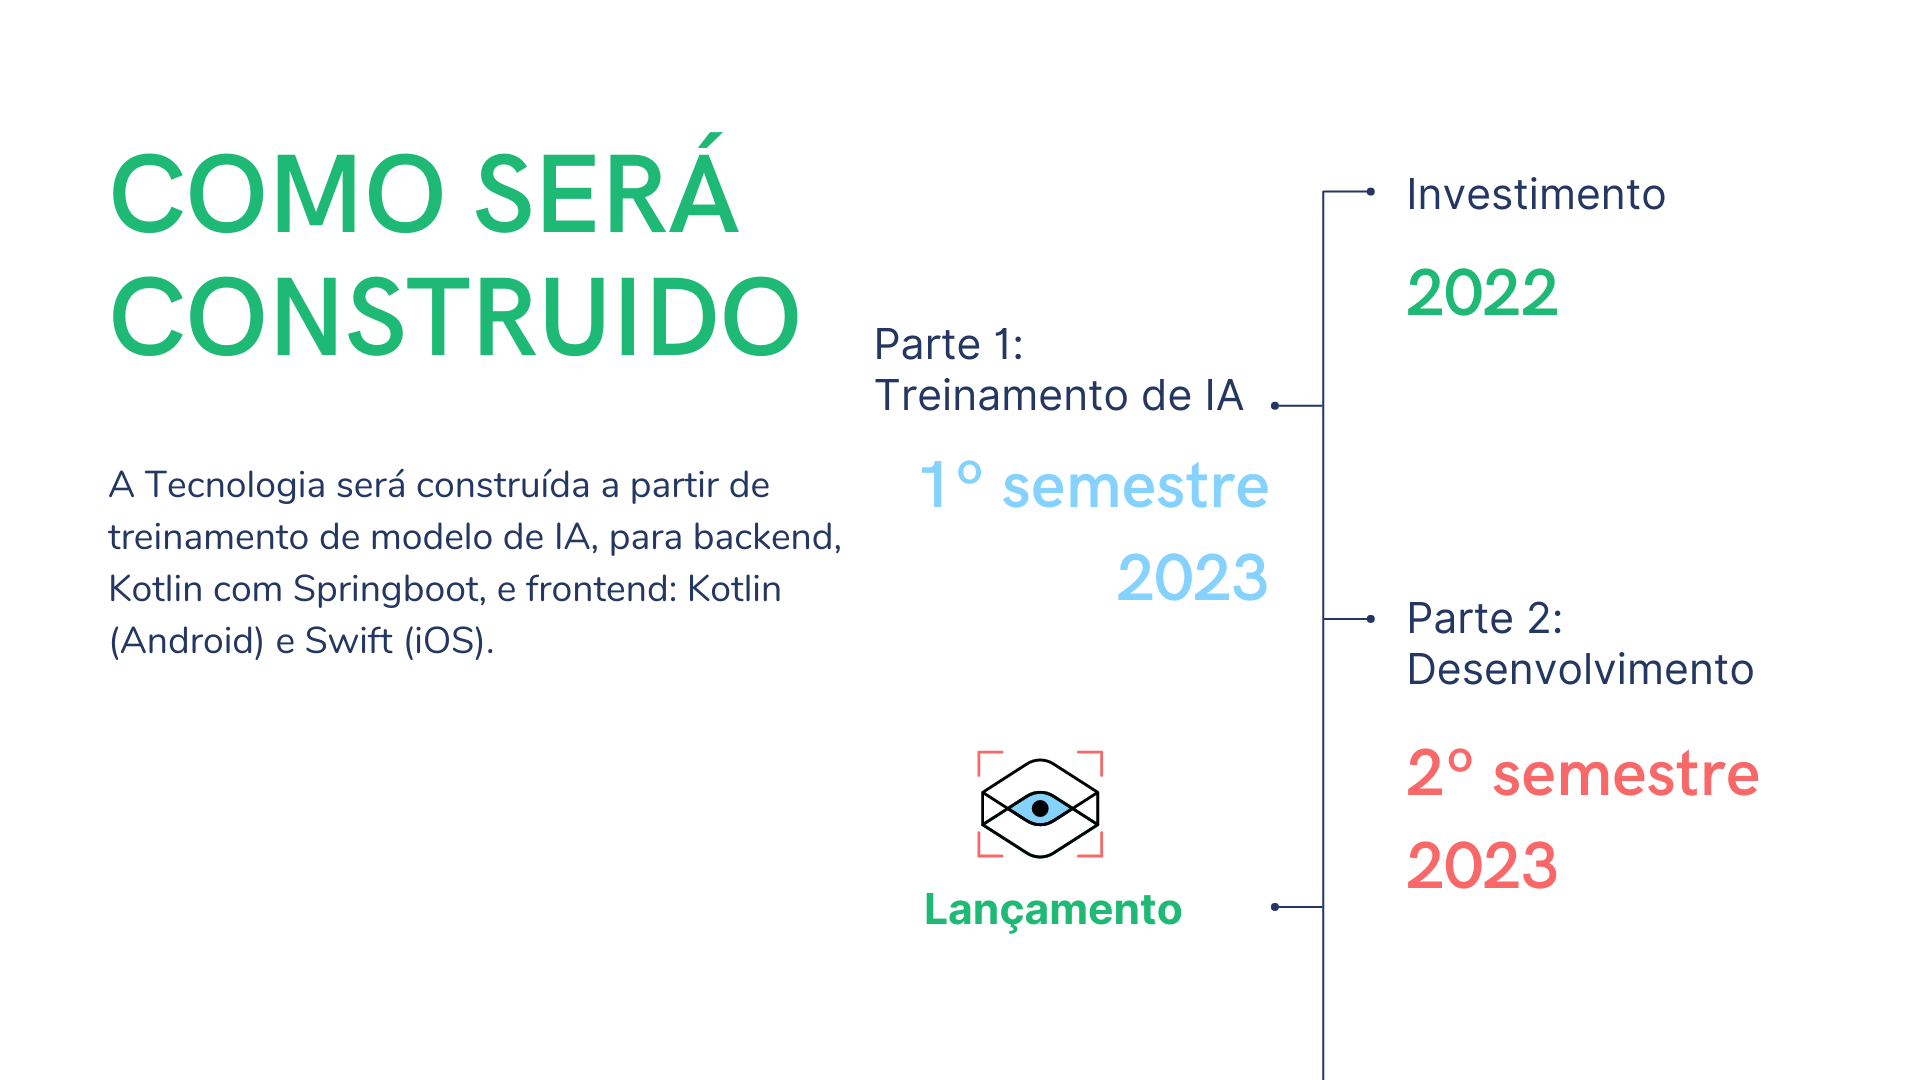 COMO SERÁ
CONSTRUIDO
A Tecnologia será construída a partir de
treinamento de modelo de IA, para backend,
Kotlin com Springboot, e frontend: Kotlin
(Android) e Swift (iOS).
Investimento
2022
Parte 1:
Treinamento de IA
1º semestre
2023
Parte 2:
Desenvolvimento
2º semestre
2023
Lançamento